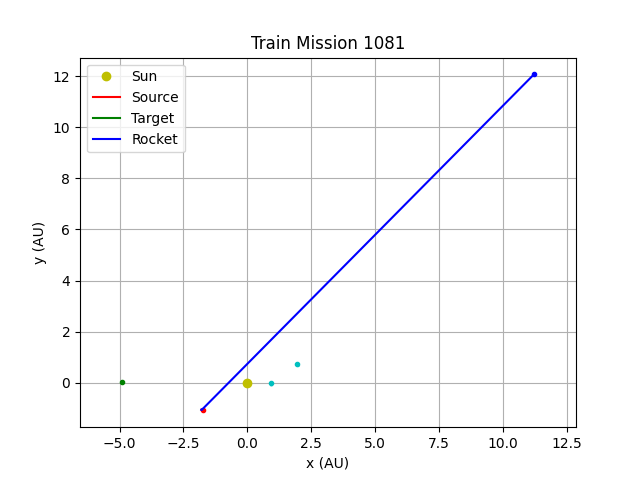 Train Mission 1081
Sun
Source
Target
Rocket
12
10
8
6
4
2
0
y (AU)
−5.0 −2.5 0.0 2.5 5.0 7.5 10.0 12.5
x (AU)